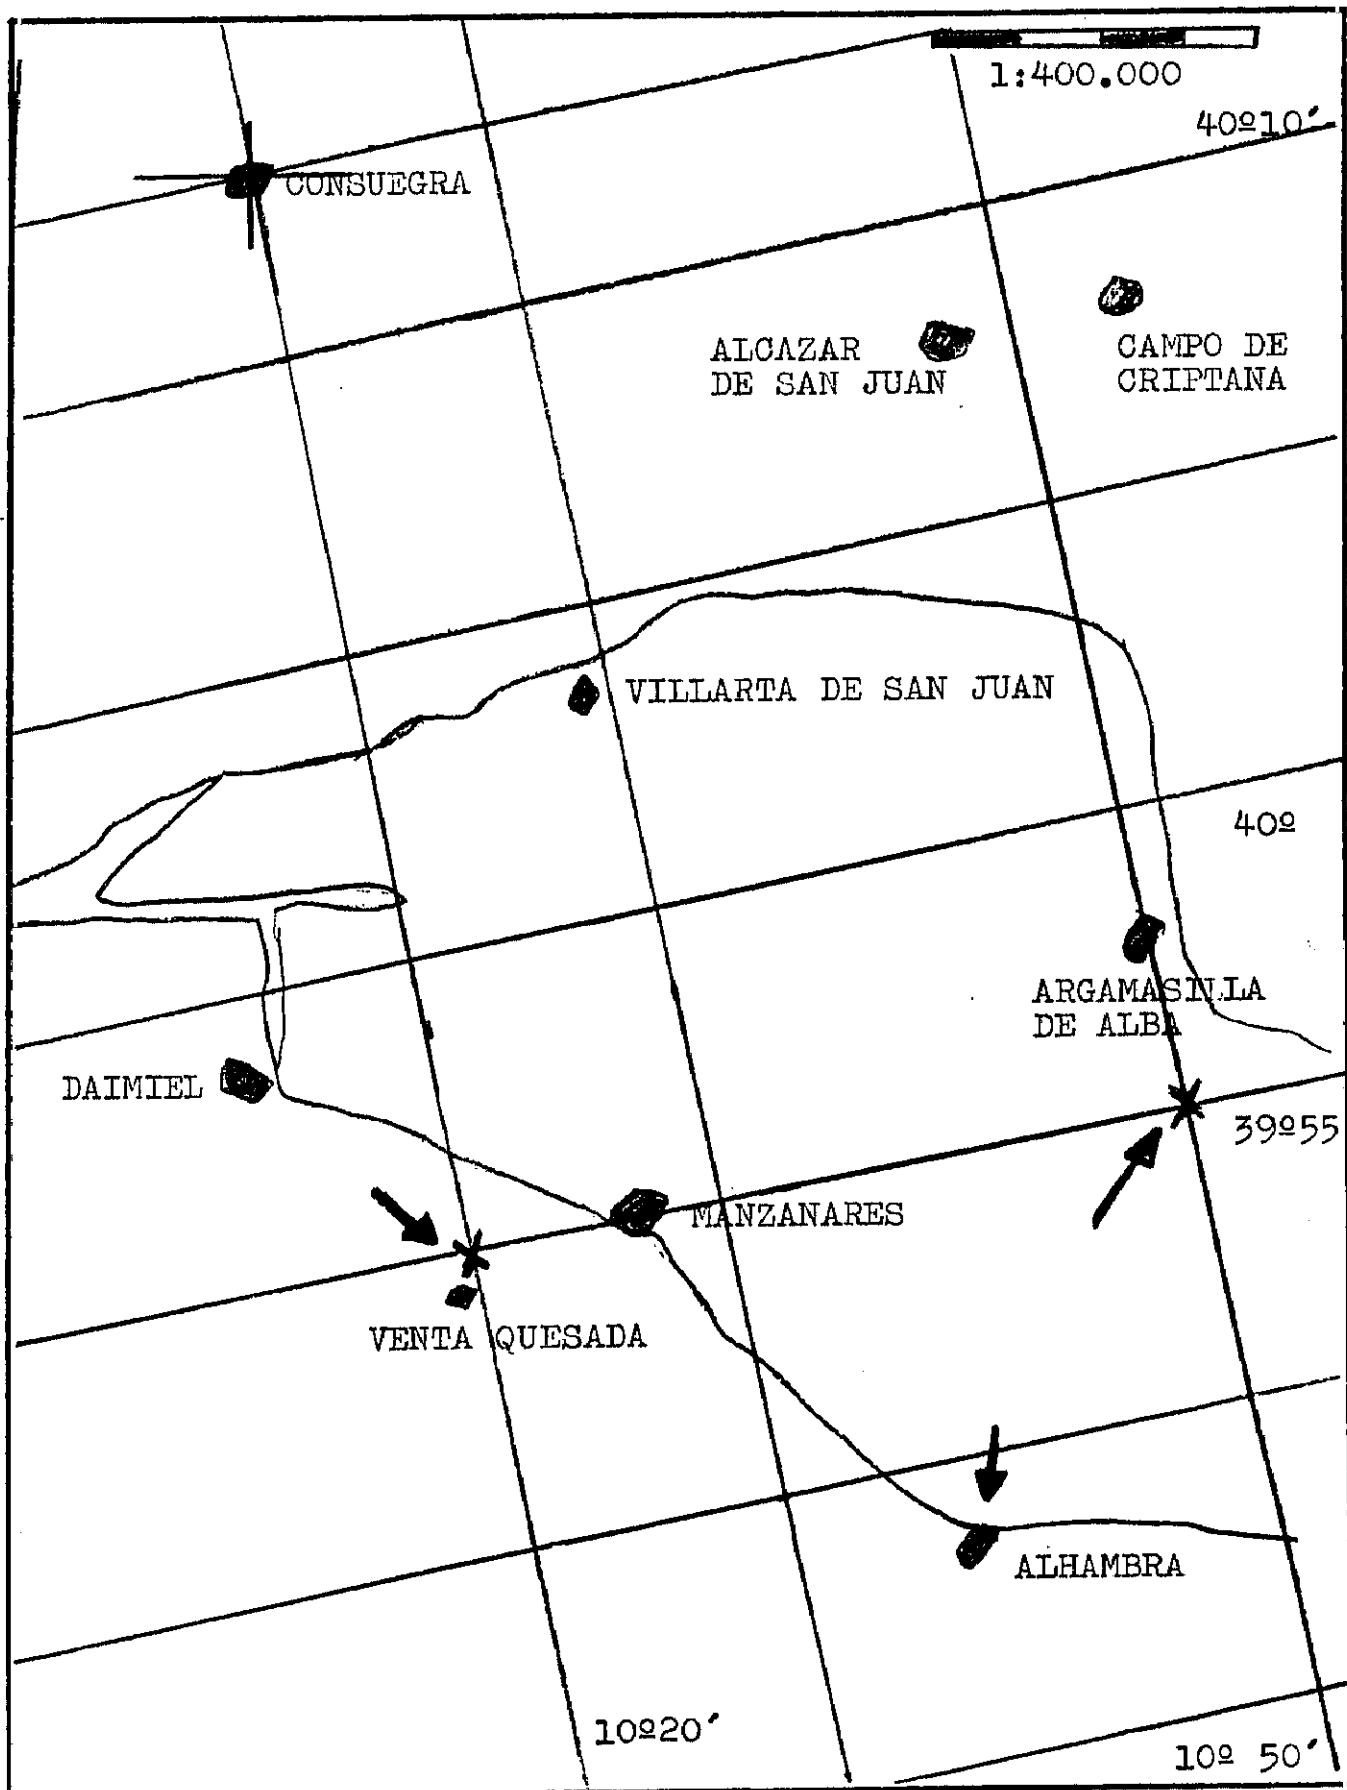 1:400.000
40º10′
CONSUEGRA
ALCAZAR
DE SAN JUAN
CAMPO DE
CRIPTANA
VILLARTA DE SAN JUAN
40º
ARGAMASILLA
DE ALBA
DAIMIEL
39º55
MANZANARES
VENTA QUESADA
ALHAMBRA
10º20′
10º 50′